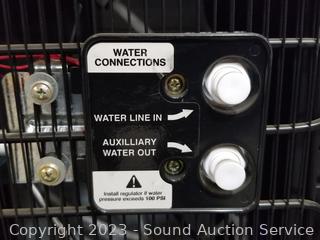 WATER
CONNECTIONS
WATER LINE IN
AUXILLIARY
WATER OUT
Install regulator if water
pressure exceeds 100 PSI
Copyright 2023 - Sound Auction Service